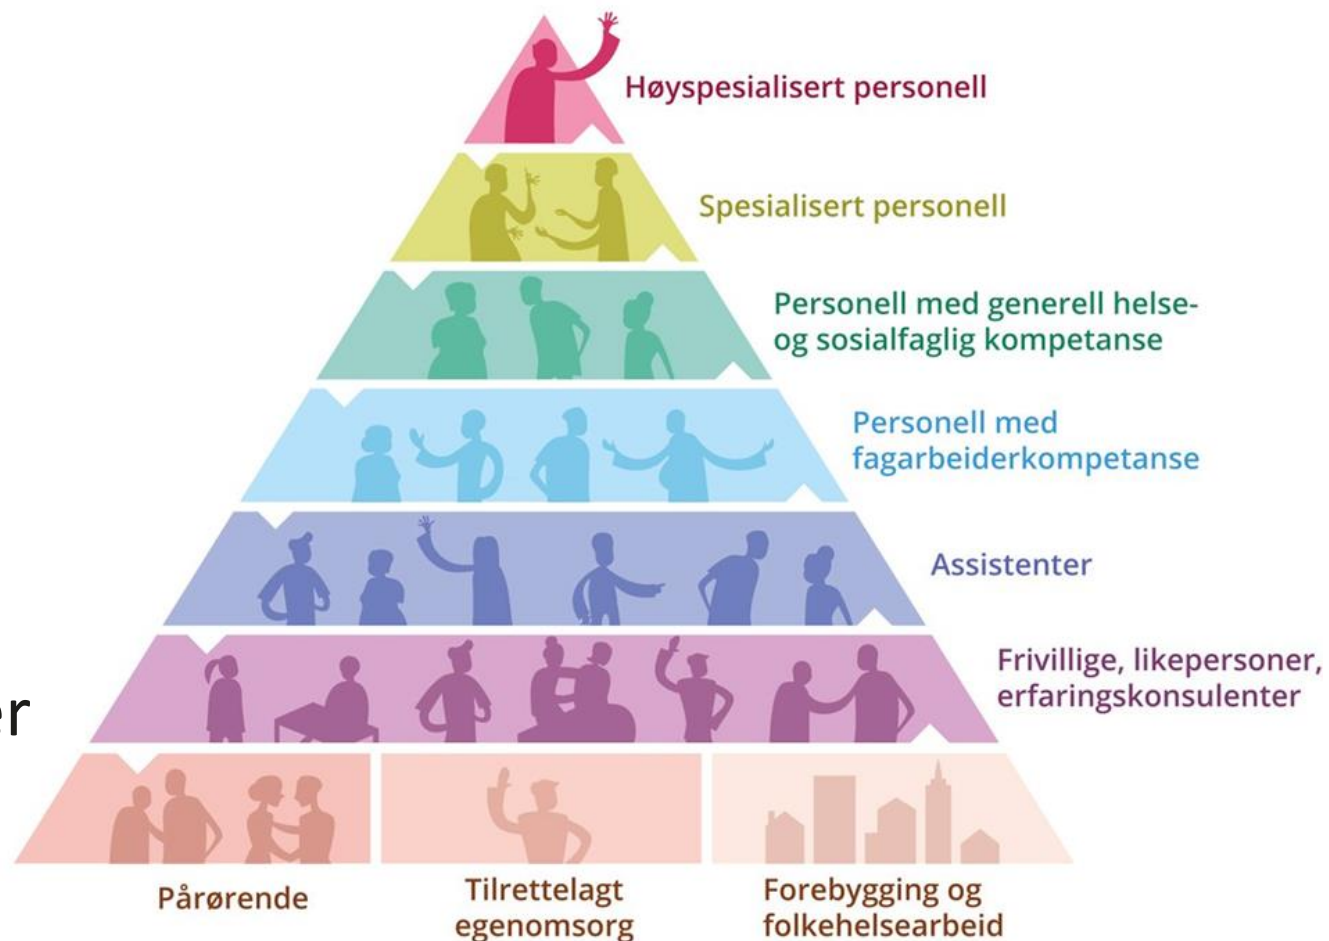 Høyspesialisert personell
Spesialisert personell
Personell med generell helse-
og sosialfaglig kompetanse
Personell med
fagarbeiderkompetanse
Assistenter
Frivillige, likepersoner,
erfaringskonsulenter
er
Pårørende
Tilrettelagt
egenomsorg
Forebygging og
folkehelsearbeid